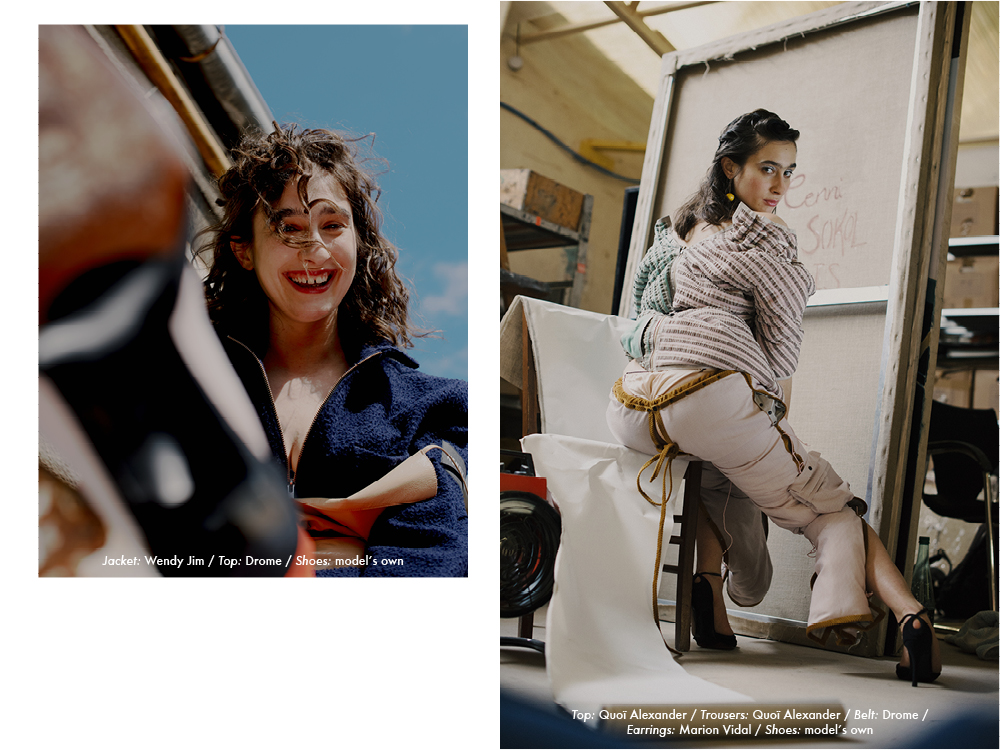 Jacket: Wendy Jim / Top: Drome / Shoes: model's own
SOKOL
Top: Quoï Alexander / Trousers: Quoï Alexander / Belt: Drome /
Earrings: Marion Vidal / Shoes: model's own